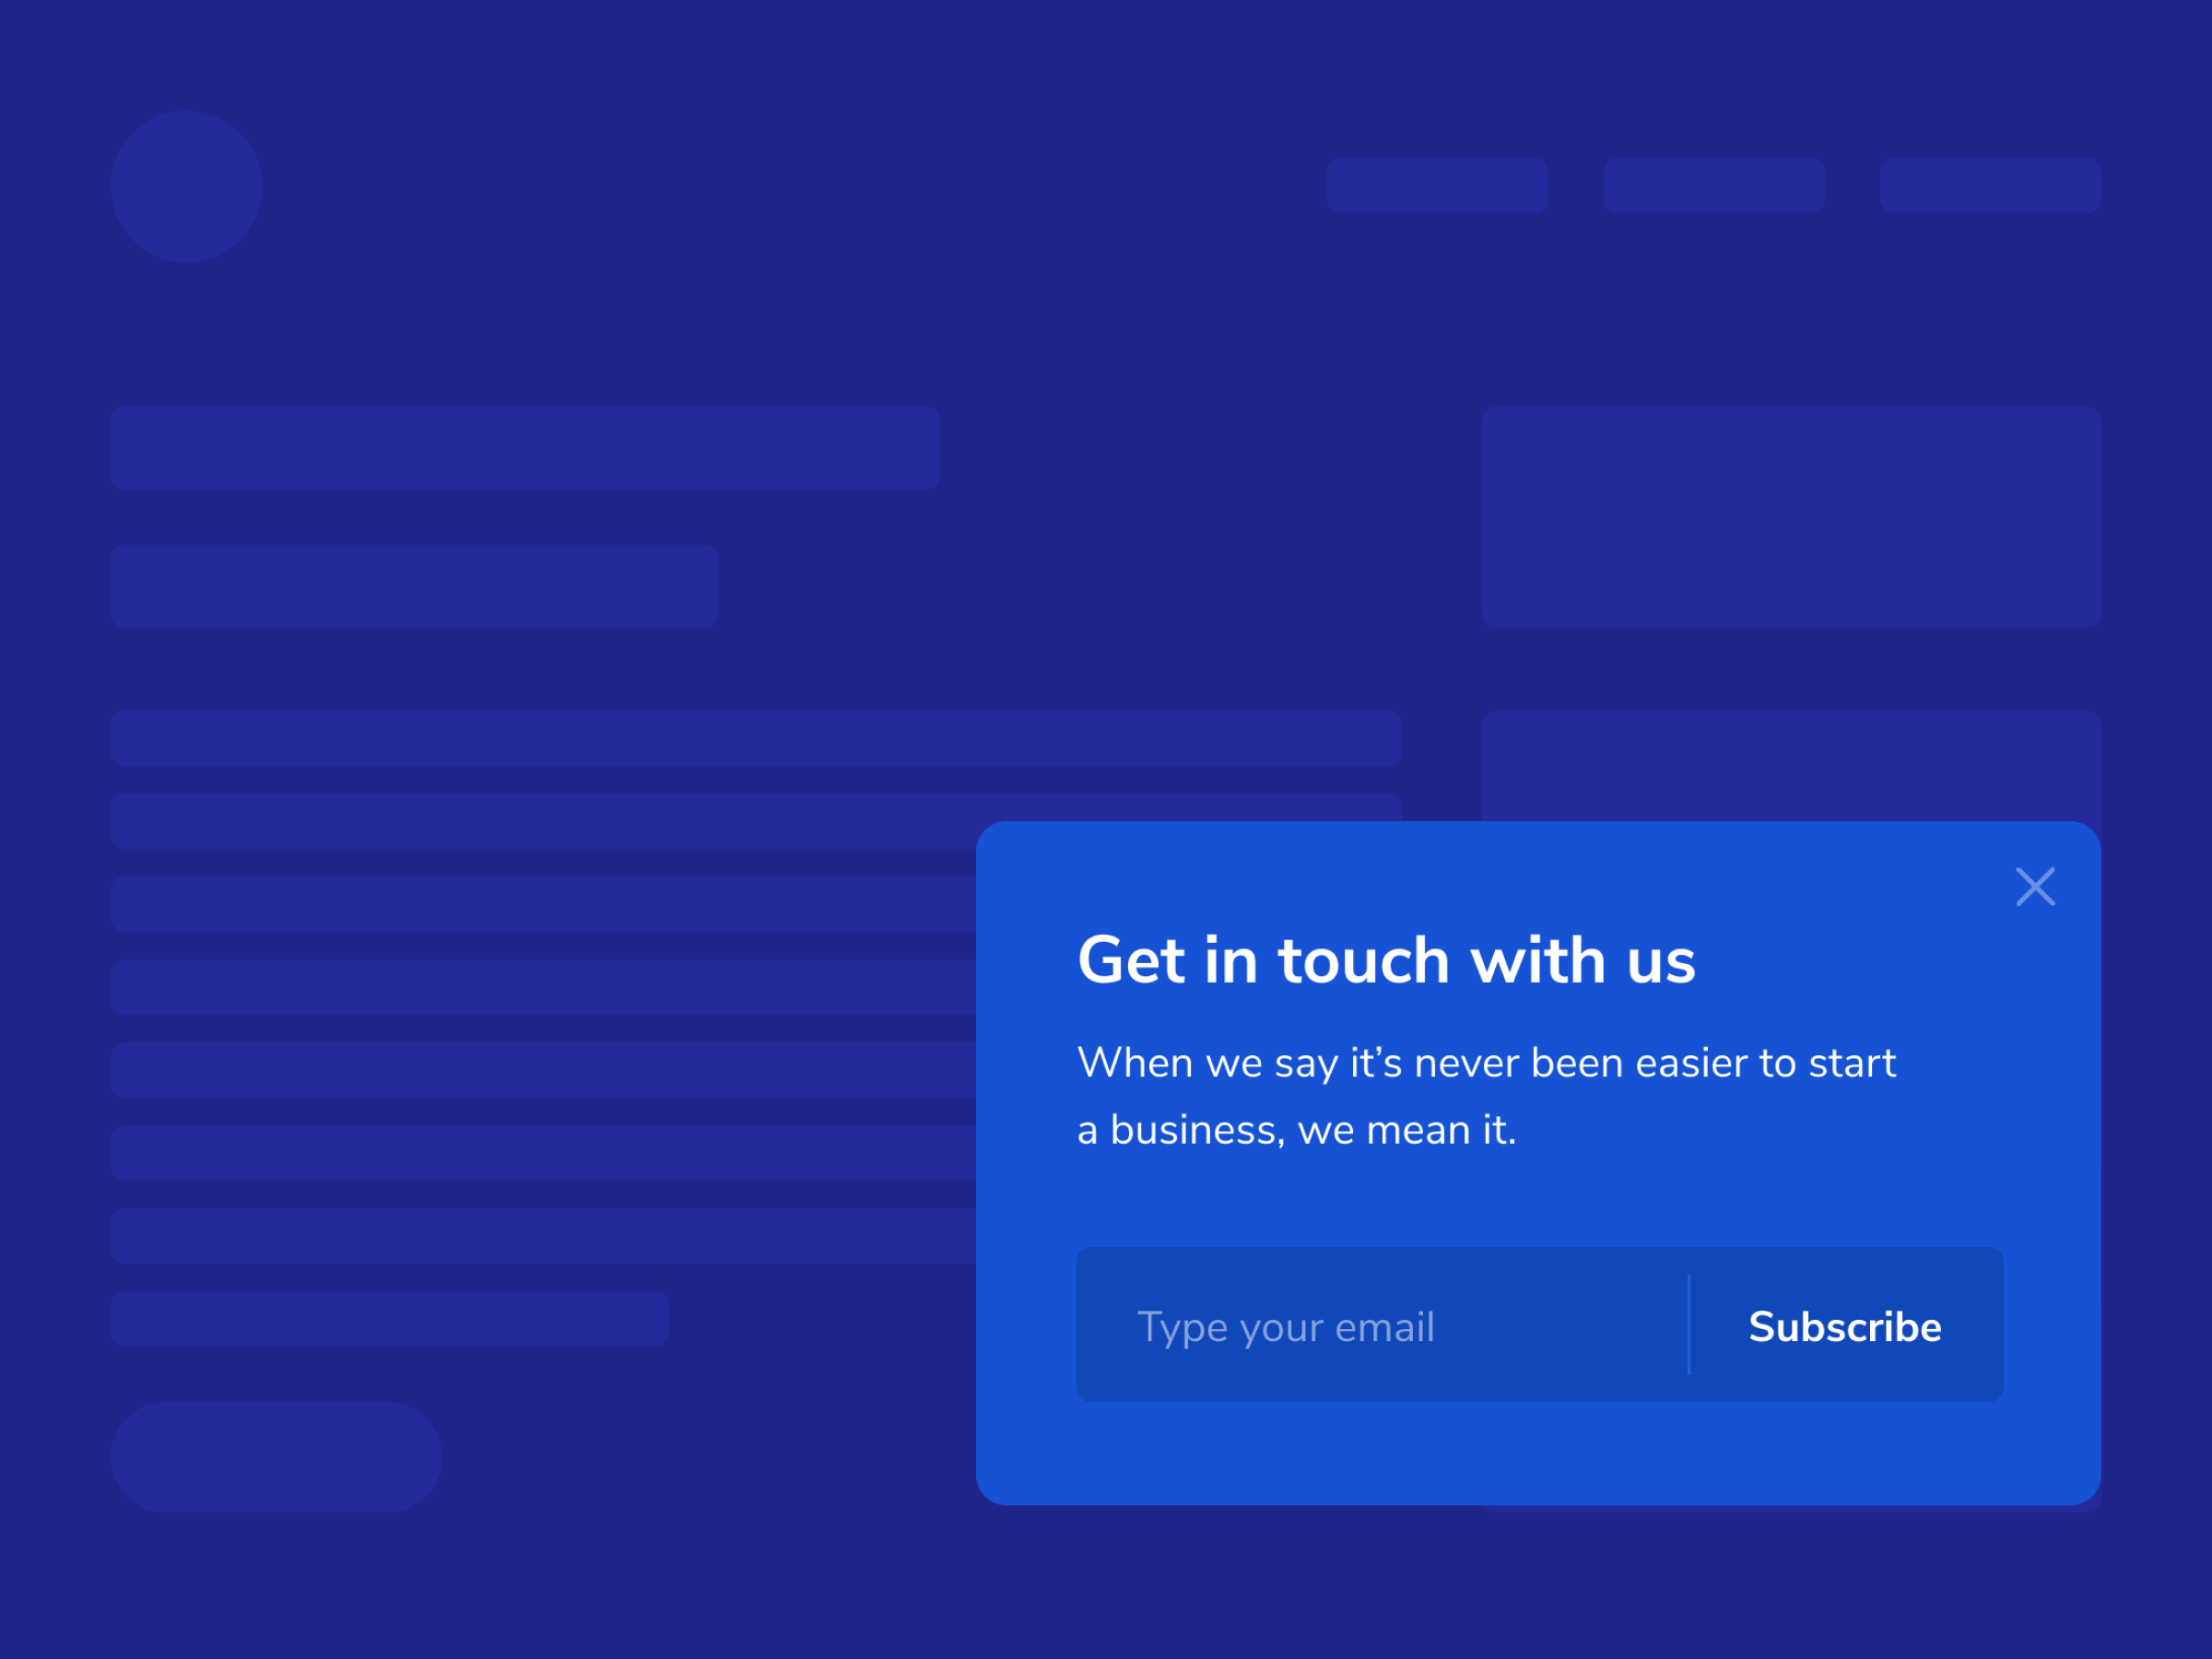 Get in touch with us
When we say it’s never been easier to start
a business, we mean it.
Type your email
Subscribe